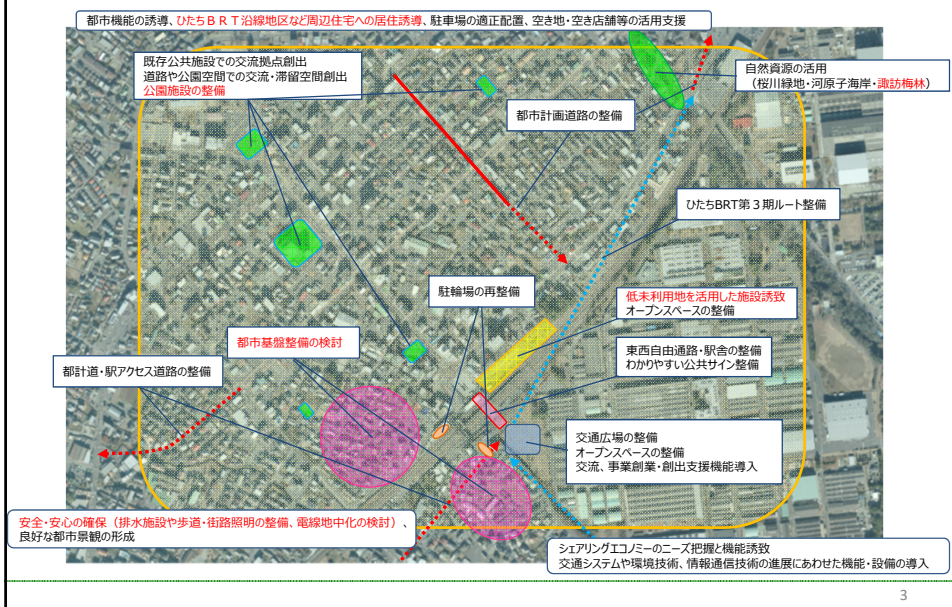 都市機能の誘導、ひたちＢＲＴ沿線地区など周辺住宅への居住誘導、駐車場の適正配置、空き地・空き店舗等の活用支援
既存公共施設での交流拠点創出
道路や公園空間での交流・滞留空間創出
公園施設の整備
自然資源の活用
（桜川緑地・河原子海岸・諏訪梅林）
都市計画道路の整備
ひたちBRT第３期ルート整備
駐輪場の再整備
低未利用地を活用した施設誘致
オープンスペースの整備
都市基盤整備の検討
東西自由通路・駅舎の整備
わかりやすい公共サイン整備
都計道・駅アクセス道路の整備
交通広場の整備
オープンスペースの整備
交流、事業創業・創出支援機能導入
安全・安心の確保（排水施設や歩道・街路照明の整備、電線地中化の検討）、
良好な都市景観の形成
シェアリングエコノミーのニーズ把握と機能誘致
交通システムや環境技術、情報通信技術の進展にあわせた機能・設備の導入
3